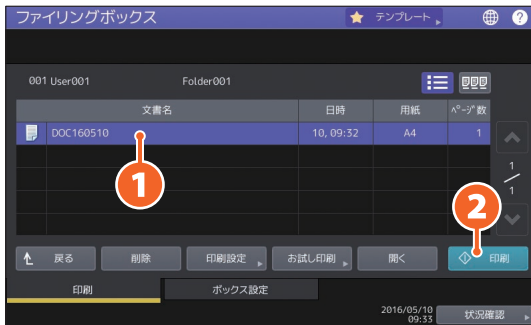 ファイリングボックス
テンプレート
?
001 User001 Folder001
文書名 日時 用紙 ページ数
DOC160510 10, 09:32 A4 1
1
1
1
2
戻る 削除 印刷設定 お試し印刷 開く 印刷
印刷 ボックス設定
2016/05/10
09:33
状況確認